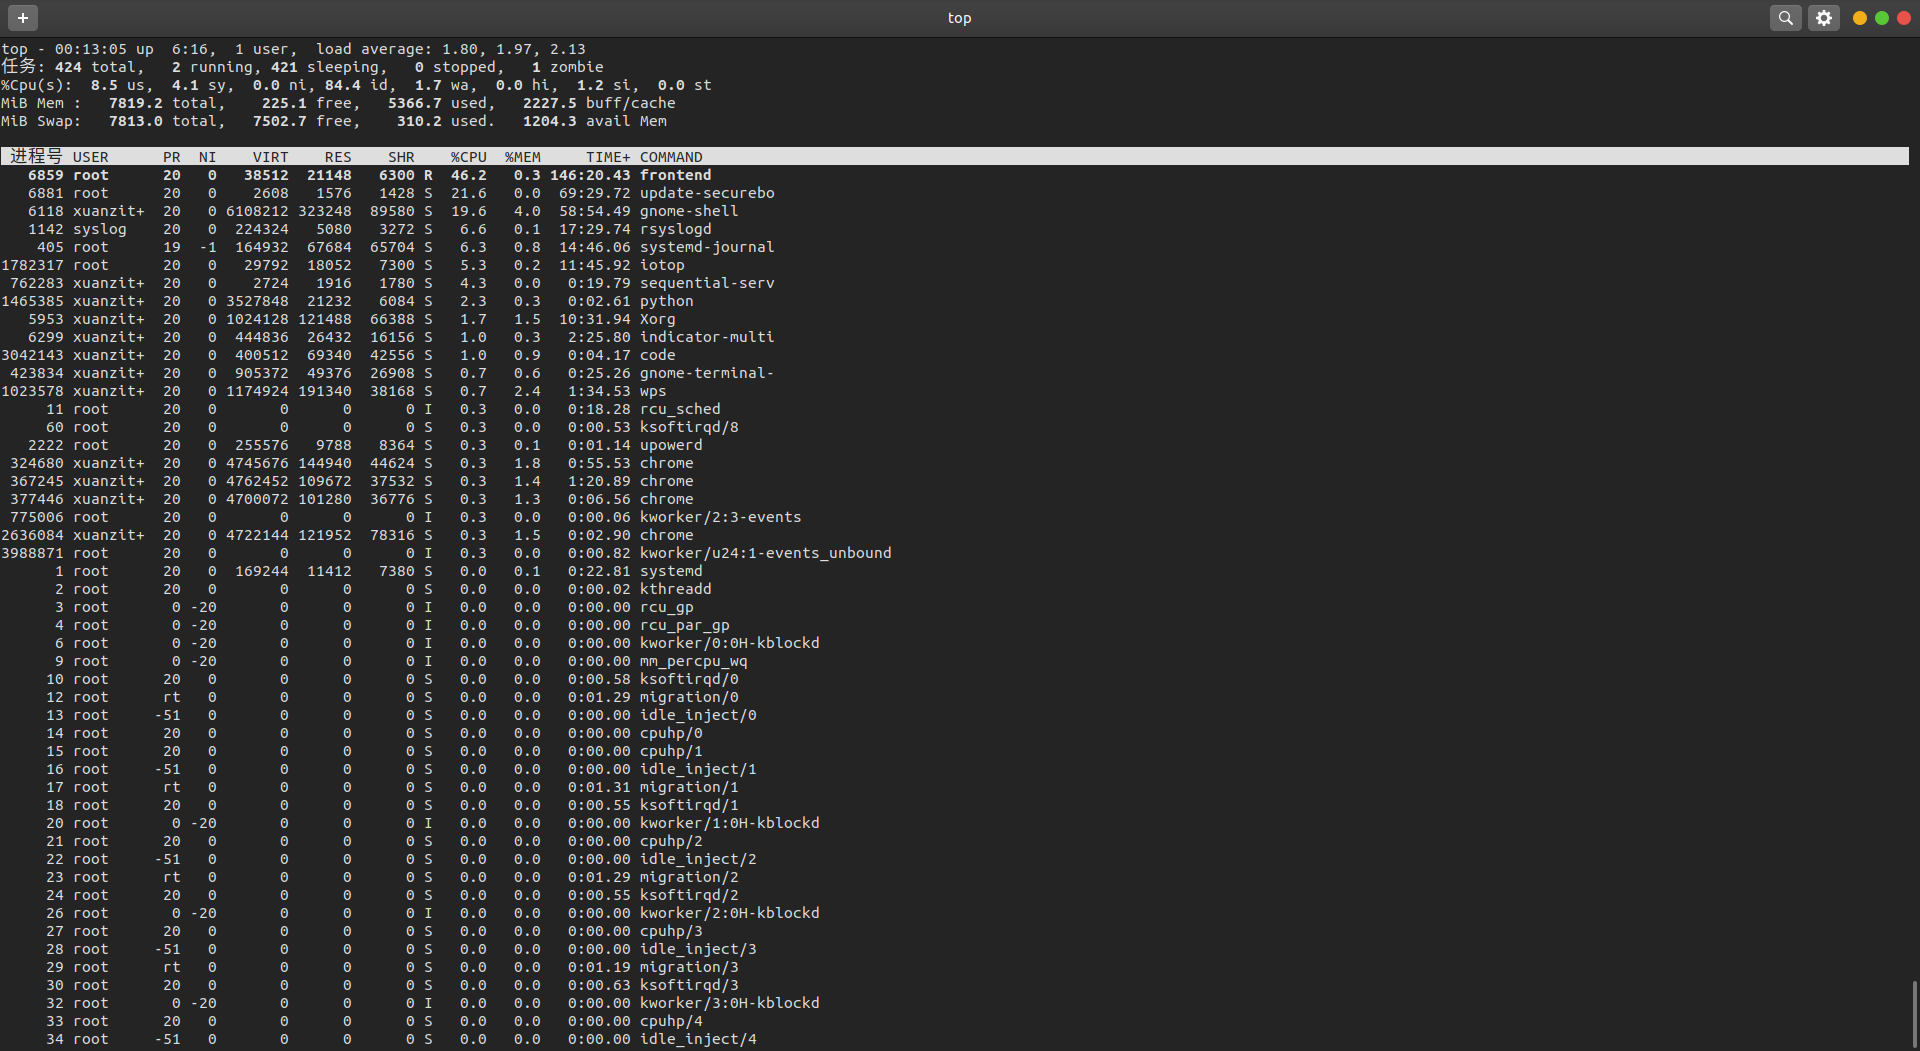 top
top - 00:13:05 up  6:16,  1 user,  load average: 1.80, 1.97, 2.13
任务: 424 total,   2 running, 421 sleeping,   0 stopped,   1 zombie
%Cpu(s):  8.5 us,  4.1 sy,  0.0 ni, 84.4 id,  1.7 wa,  0.0 hi,  1.2 si,  0.0 st
MiB Mem :   7819.2 total,    225.1 free,   5366.7 used,   2227.5 buff/cache
MiB Swap:   7813.0 total,   7502.7 free,    310.2 used.   1204.3 avail Mem
进程号 USER      PR  NI    VIRT    RES    SHR    %CPU  %MEM     TIME+ COMMAND
6859 root      20   0   38512  21148   6300 R  46.2   0.3 146:20.43 frontend
6881 root      20   0    2608   1576   1428 S  21.6   0.0  69:29.72 update-securebo
6118 xuanzit+  20   0 6108212 323248  89580 S  19.6   4.0  58:54.49 gnome-shell
1142 syslog    20   0  224324   5080   3272 S   6.6   0.1  17:29.74 rsyslogd
405 root      19  -1  164932  67684  65704 S   6.3   0.8  14:46.06 systemd-journal
1782317 root      20   0   29792  18052   7300 S   5.3   0.2  11:45.92 iotop
762283 xuanzit+  20   0    2724   1916   1780 S   4.3   0.0   0:19.79 sequential-serv
1465385 xuanzit+  20   0 3527848  21232   6084 S   2.3   0.3   0:02.61 python
5953 xuanzit+  20   0 1024128 121488  66388 S   1.7   1.5  10:31.94 Xorg
6299 xuanzit+  20   0  444836  26432  16156 S   1.0   0.3   2:25.80 indicator-multi
3042143 xuanzit+  20   0  400512  69340  42556 S   1.0   0.9   0:04.17 code
423834 xuanzit+  20   0  905372  49376  26908 S   0.7   0.6   0:25.26 gnome-terminal-
1023578 xuanzit+  20   0 1174924 191340  38168 S   0.7   2.4   1:34.53 wps
11 root      20   0       0      0      0 I   0.3   0.0   0:18.28 rcu_sched
60 root      20   0       0      0      0 S   0.3   0.0   0:00.53 ksoftirqd/8
2222 root      20   0  255576   9788   8364 S   0.3   0.1   0:01.14 upowerd
324680 xuanzit+  20   0 4745676 144940  44624 S   0.3   1.8   0:55.53 chrome
367245 xuanzit+  20   0 4762452 109672  37532 S   0.3   1.4   1:20.89 chrome
377446 xuanzit+  20   0 4700072 101280  36776 S   0.3   1.3   0:06.56 chrome
775006 root      20   0       0      0      0 I   0.3   0.0   0:00.06 kworker/2:3-events
2636084 xuanzit+  20   0 4722144 121952  78316 S   0.3   1.5   0:02.90 chrome
3988871 root      20   0       0      0      0 I   0.3   0.0   0:00.82 kworker/u24:1-events_unbound
1 root      20   0  169244  11412   7380 S   0.0   0.1   0:22.81 systemd
2 root      20   0       0      0      0 S   0.0   0.0   0:00.02 kthreadd
3 root       0 -20       0      0      0 I   0.0   0.0   0:00.00 rcu_gp
4 root       0 -20       0      0      0 I   0.0   0.0   0:00.00 rcu_par_gp
6 root       0 -20       0      0      0 I   0.0   0.0   0:00.00 kworker/0:0H-kblockd
9 root       0 -20       0      0      0 I   0.0   0.0   0:00.00 mm_percpu_wq
10 root      20   0       0      0      0 S   0.0   0.0   0:00.58 ksoftirqd/0
12 root      rt   0       0      0      0 S   0.0   0.0   0:01.29 migration/0
13 root     -51   0       0      0      0 S   0.0   0.0   0:00.00 idle_inject/0
14 root      20   0       0      0      0 S   0.0   0.0   0:00.00 cpuhp/0
15 root      20   0       0      0      0 S   0.0   0.0   0:00.00 cpuhp/1
16 root     -51   0       0      0      0 S   0.0   0.0   0:00.00 idle_inject/1
17 root      rt   0       0      0      0 S   0.0   0.0   0:01.31 migration/1
18 root      20   0       0      0      0 S   0.0   0.0   0:00.55 ksoftirqd/1
20 root       0 -20       0      0      0 I   0.0   0.0   0:00.00 kworker/1:0H-kblockd
21 root      20   0       0      0      0 S   0.0   0.0   0:00.00 cpuhp/2
22 root     -51   0       0      0      0 S   0.0   0.0   0:00.00 idle_inject/2
23 root      rt   0       0      0      0 S   0.0   0.0   0:01.29 migration/2
24 root      20   0       0      0      0 S   0.0   0.0   0:00.55 ksoftirqd/2
26 root       0 -20       0      0      0 I   0.0   0.0   0:00.00 kworker/2:0H-kblockd
27 root      20   0       0      0      0 S   0.0   0.0   0:00.00 cpuhp/3
28 root     -51   0       0      0      0 S   0.0   0.0   0:00.00 idle_inject/3
29 root      rt   0       0      0      0 S   0.0   0.0   0:01.19 migration/3
30 root      20   0       0      0      0 S   0.0   0.0   0:00.63 ksoftirqd/3
32 root       0 -20       0      0      0 I   0.0   0.0   0:00.00 kworker/3:0H-kblockd
33 root      20   0       0      0      0 S   0.0   0.0   0:00.00 cpuhp/4
34 root     -51   0       0      0      0 S   0.0   0.0   0:00.00 idle_inject/4